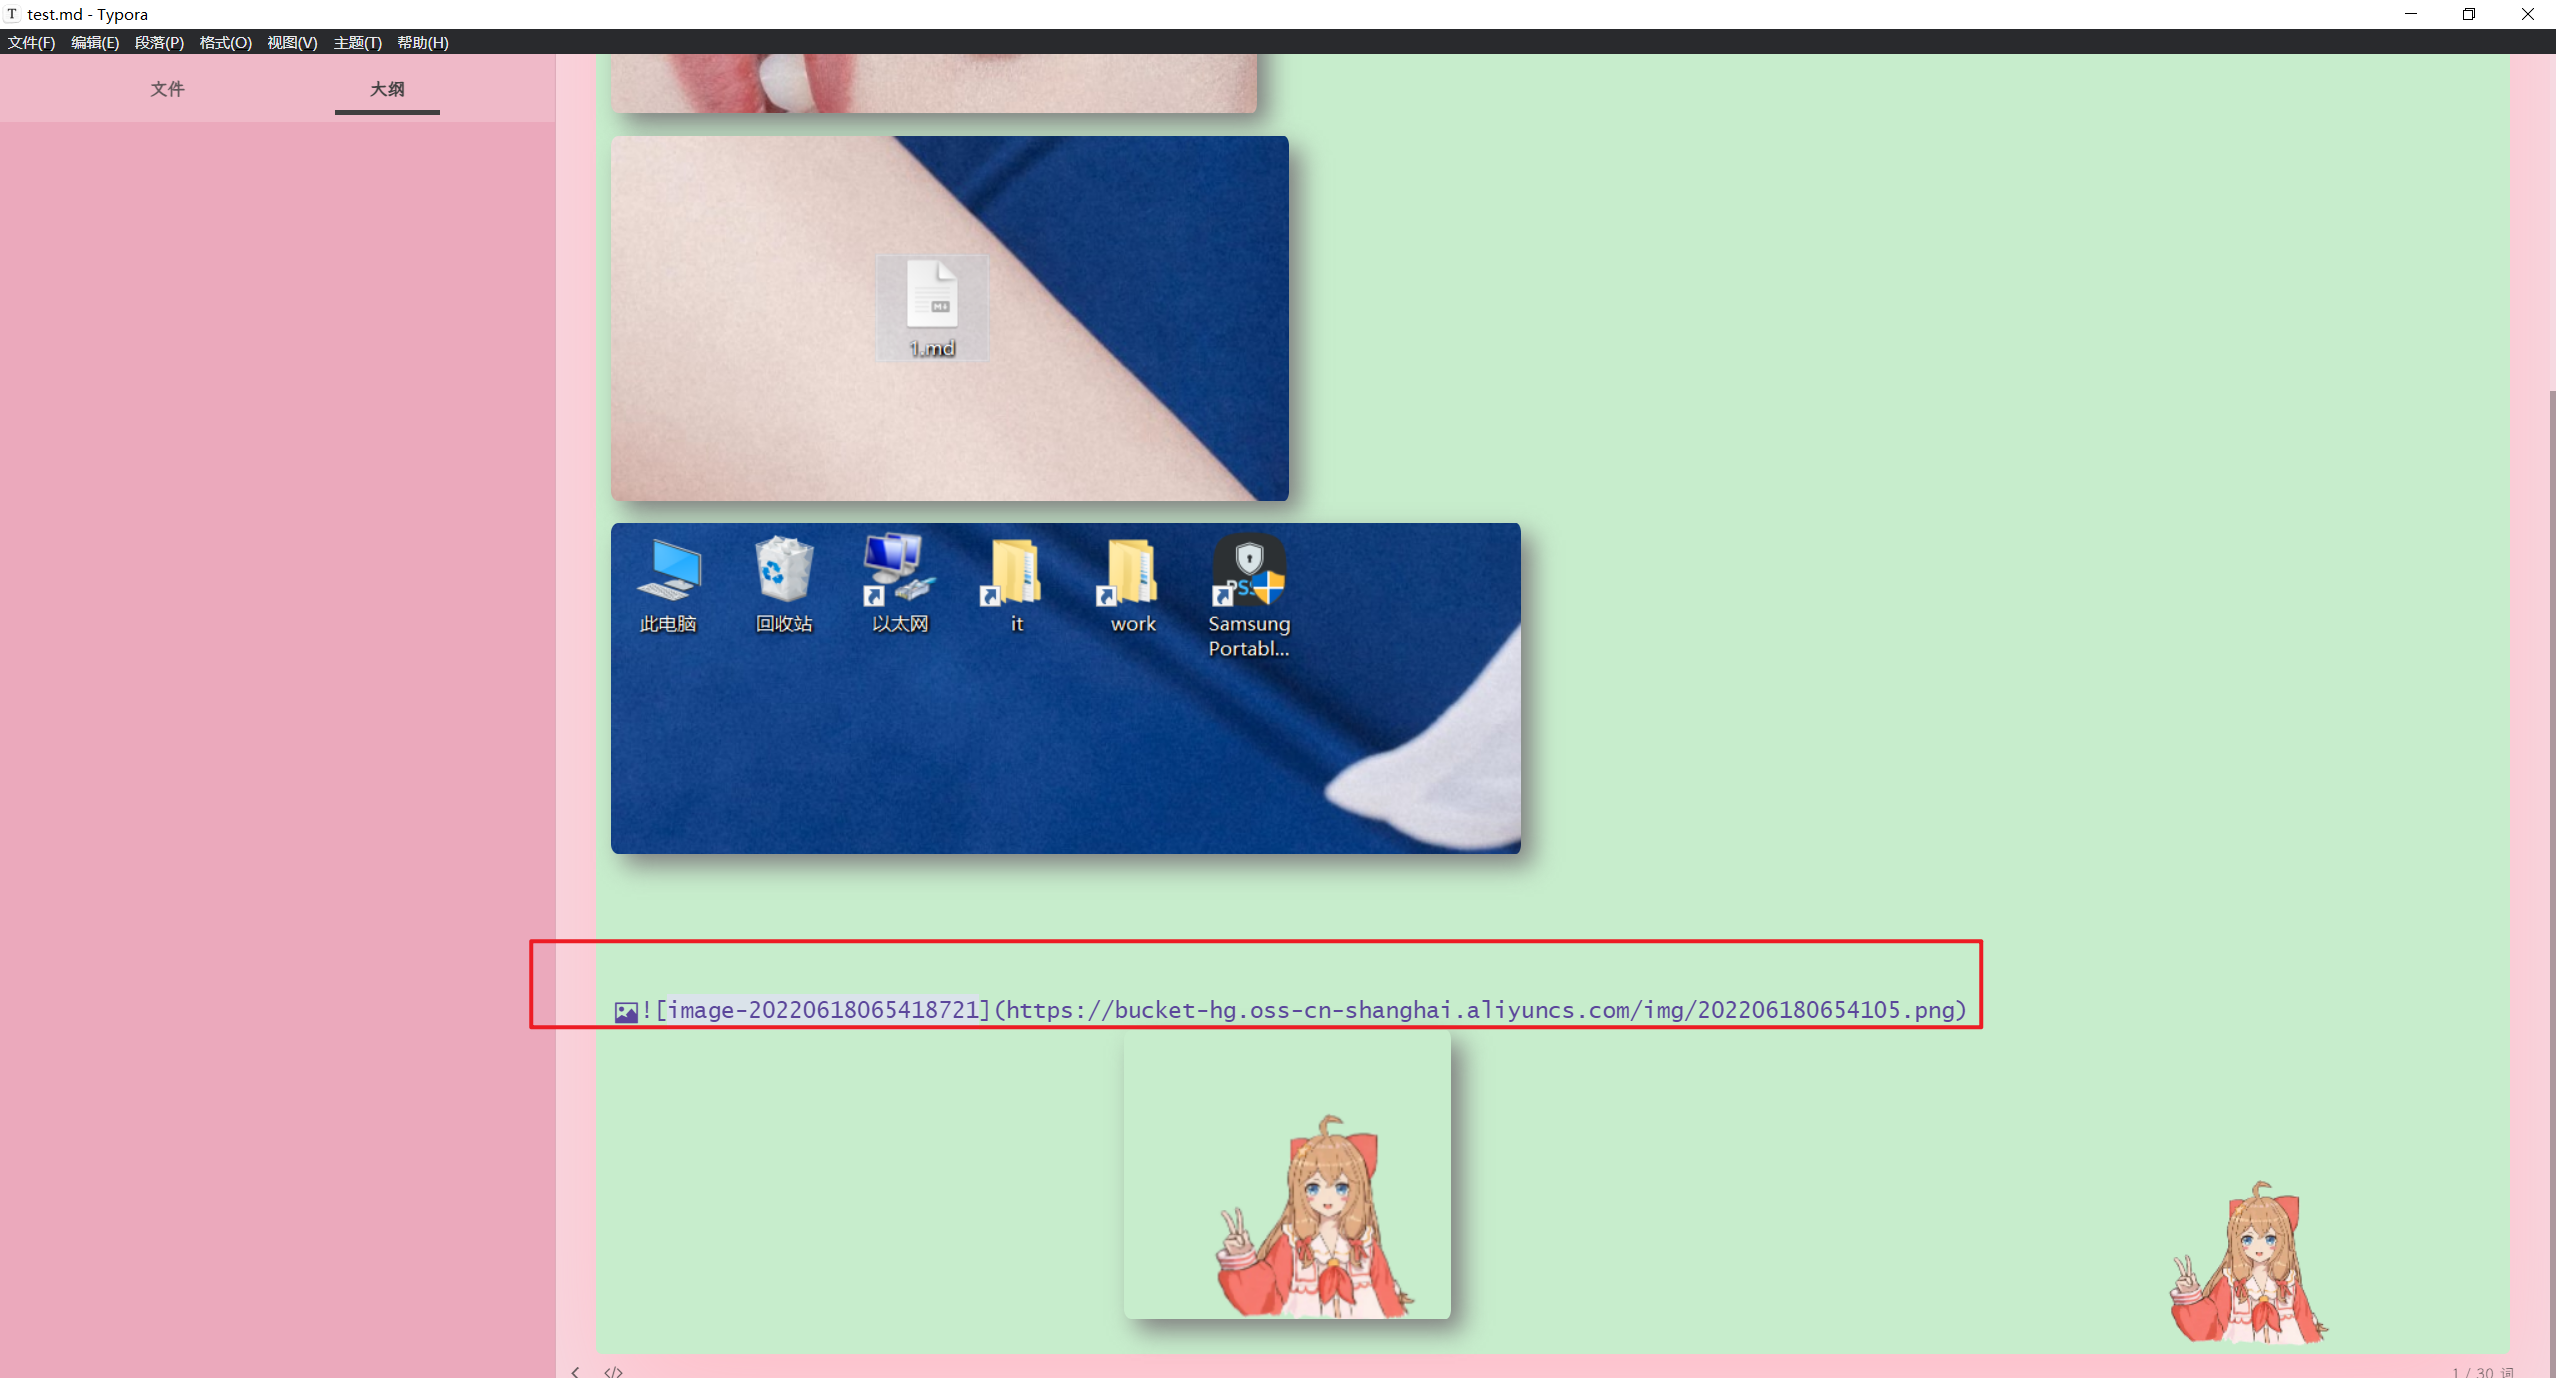 T test.md - Typora
文件(F) 编辑(E) 段落(P) 格式(O) 视图(V) 主题(T) 帮助(H)
文件 大纲
1.md
此电脑 回收站 以太网 it work Samsung Portabl...
PSS
![image-20220618065418721](https://bucket-hg.oss-cn-shanghai.aliyuncs.com/img/202206180654105.png)
1 / 30 词